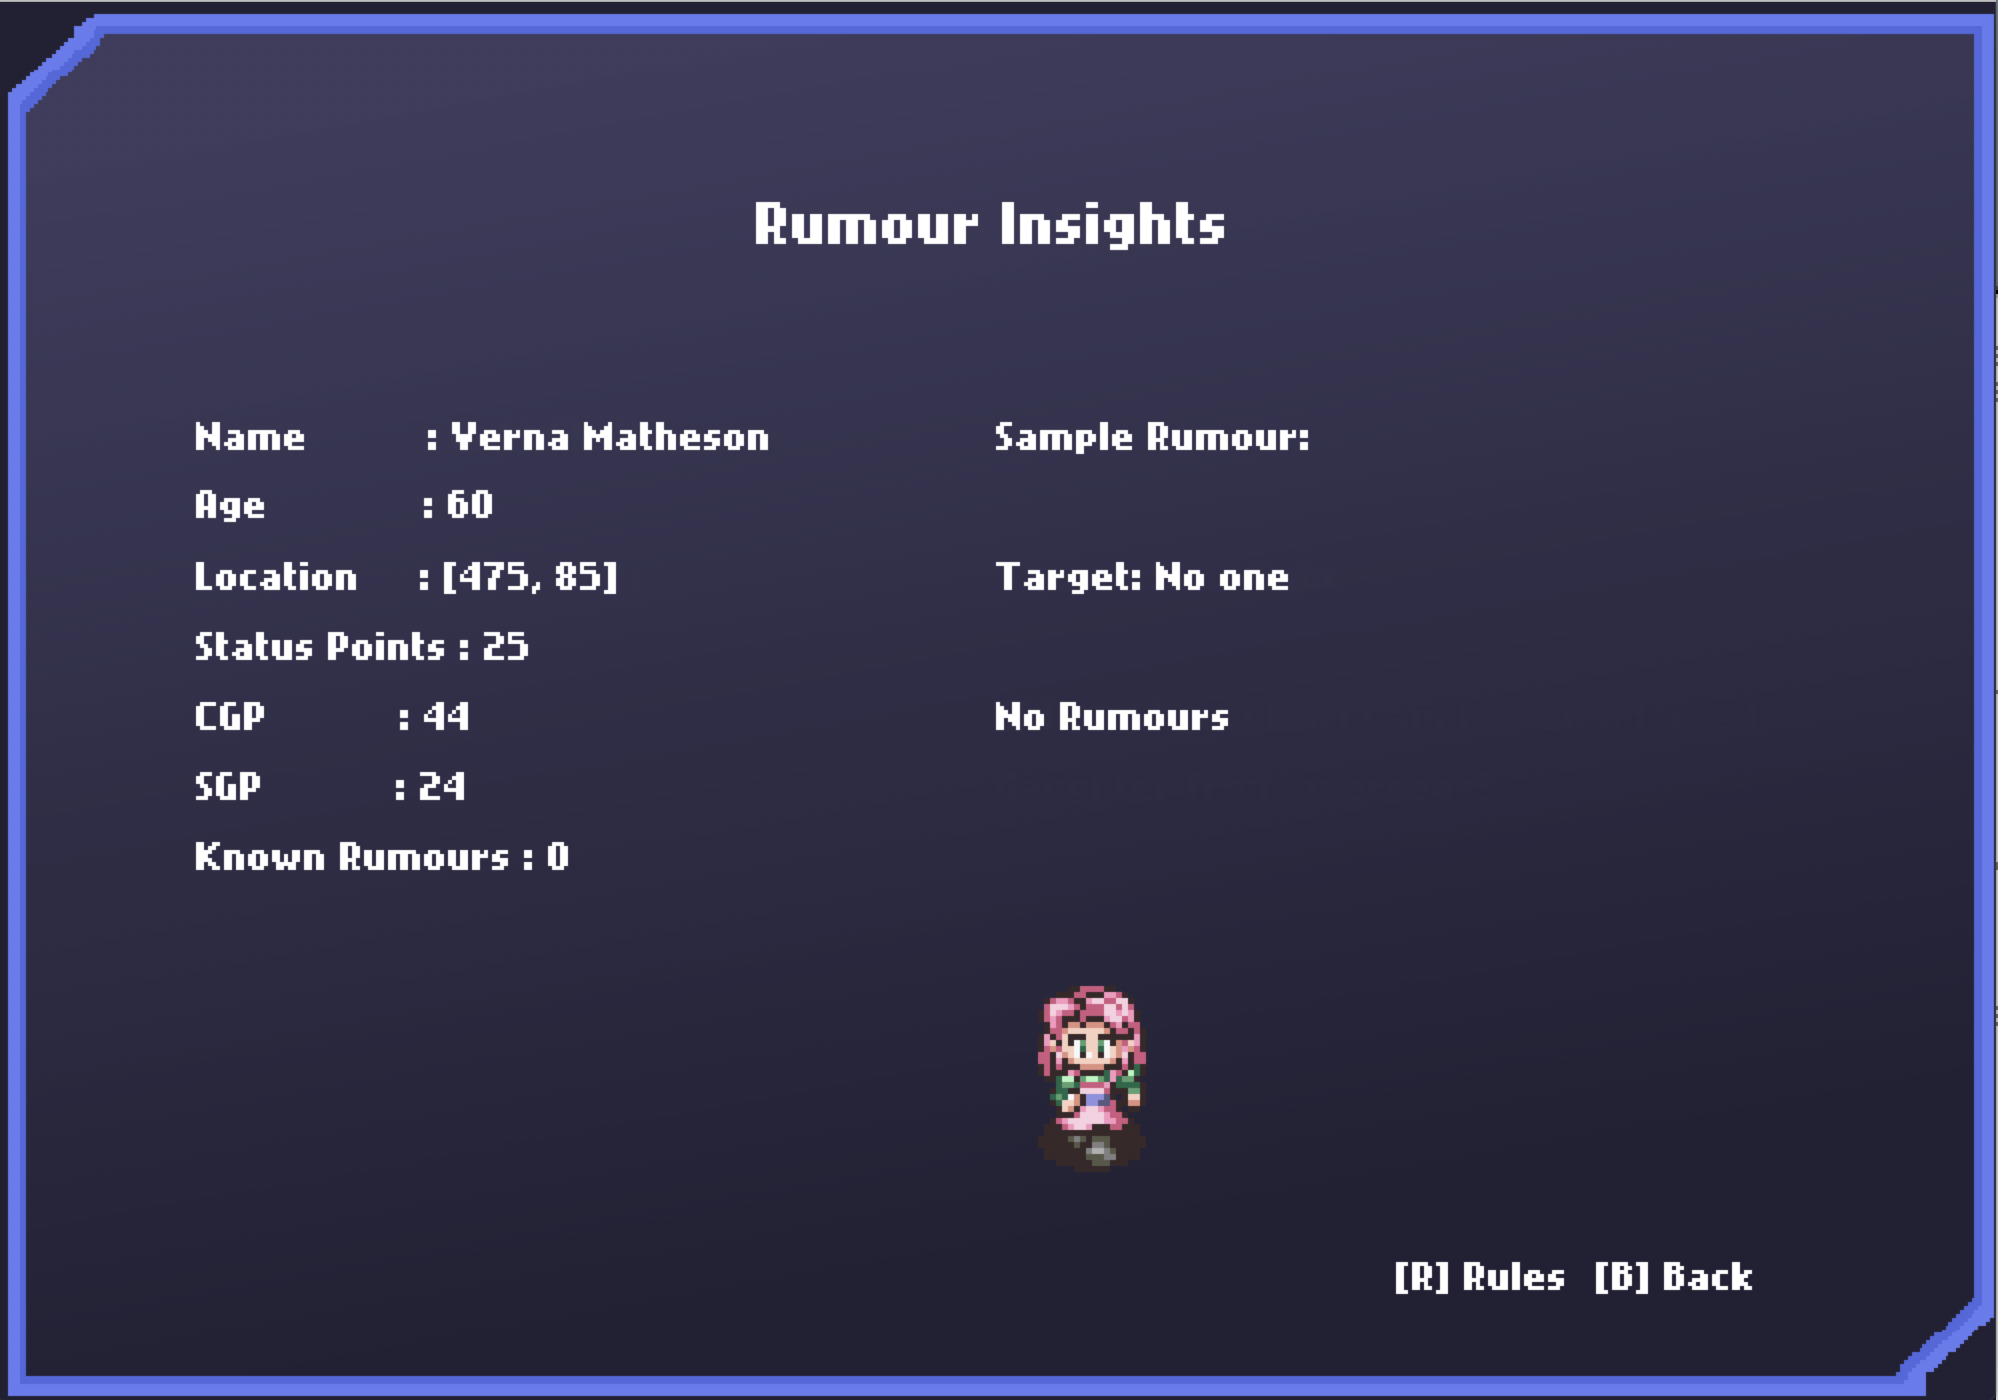 Rumour Insights
Name : Verna Matheson
Age : 60
Location : [475, 85]
Status Points : 25
CGP : 44
SGP : 24
Known Rumours : 0
Sample Rumour:
Target: No one
No Rumours
[R] Rules [B] Back